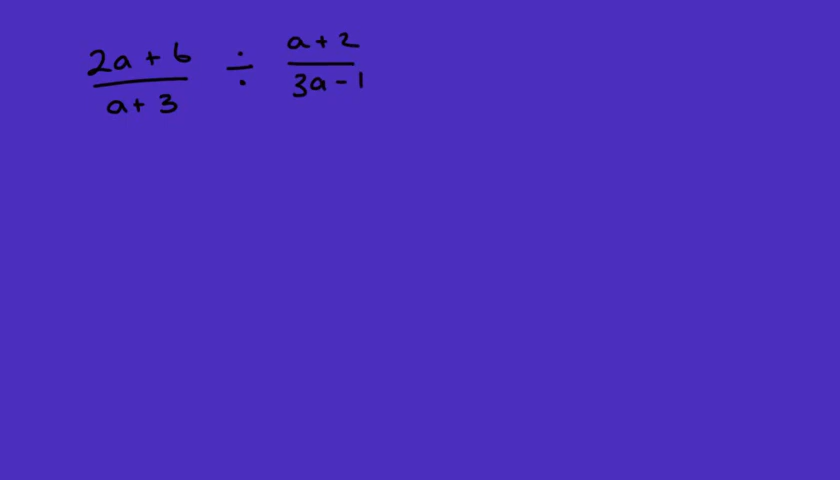 2a + 6 / a + 3 ÷ a + 2 / 3a - 1